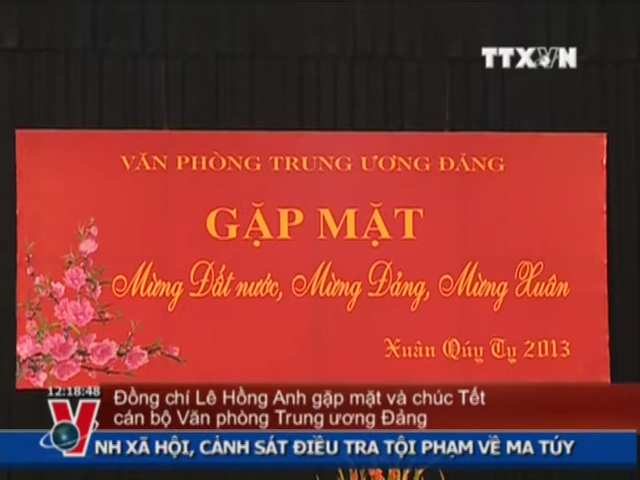 TTXVN
VĂN PHÒNG TRUNG ƯƠNG ĐẢNG
GẶP MẶT
Mừng Đất nước, Mừng Đảng, Mừng Xuân
Xuân Qúy Tỵ 2013
12:18:48
Đồng chí Lê Hồng Anh gặp mặt và chúc Tết
cán bộ Văn phòng Trung ương Đảng
V
NH XÃ HỘI, CẢNH SÁT ĐIỀU TRA TỘI PHẠM VỀ MA TÚY